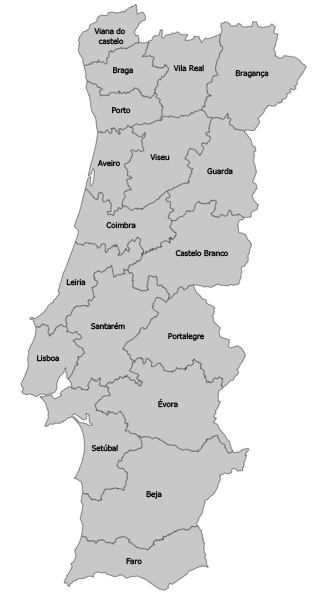 Viana do
castelo
Braga
Vila Real
Bragança
Porto
Aveiro
Viseu
Guarda
Coimbra
Castelo Branco
Leiria
Santarém
Portalegre
Lisboa
Évora
Setúbal
Beja
Faro